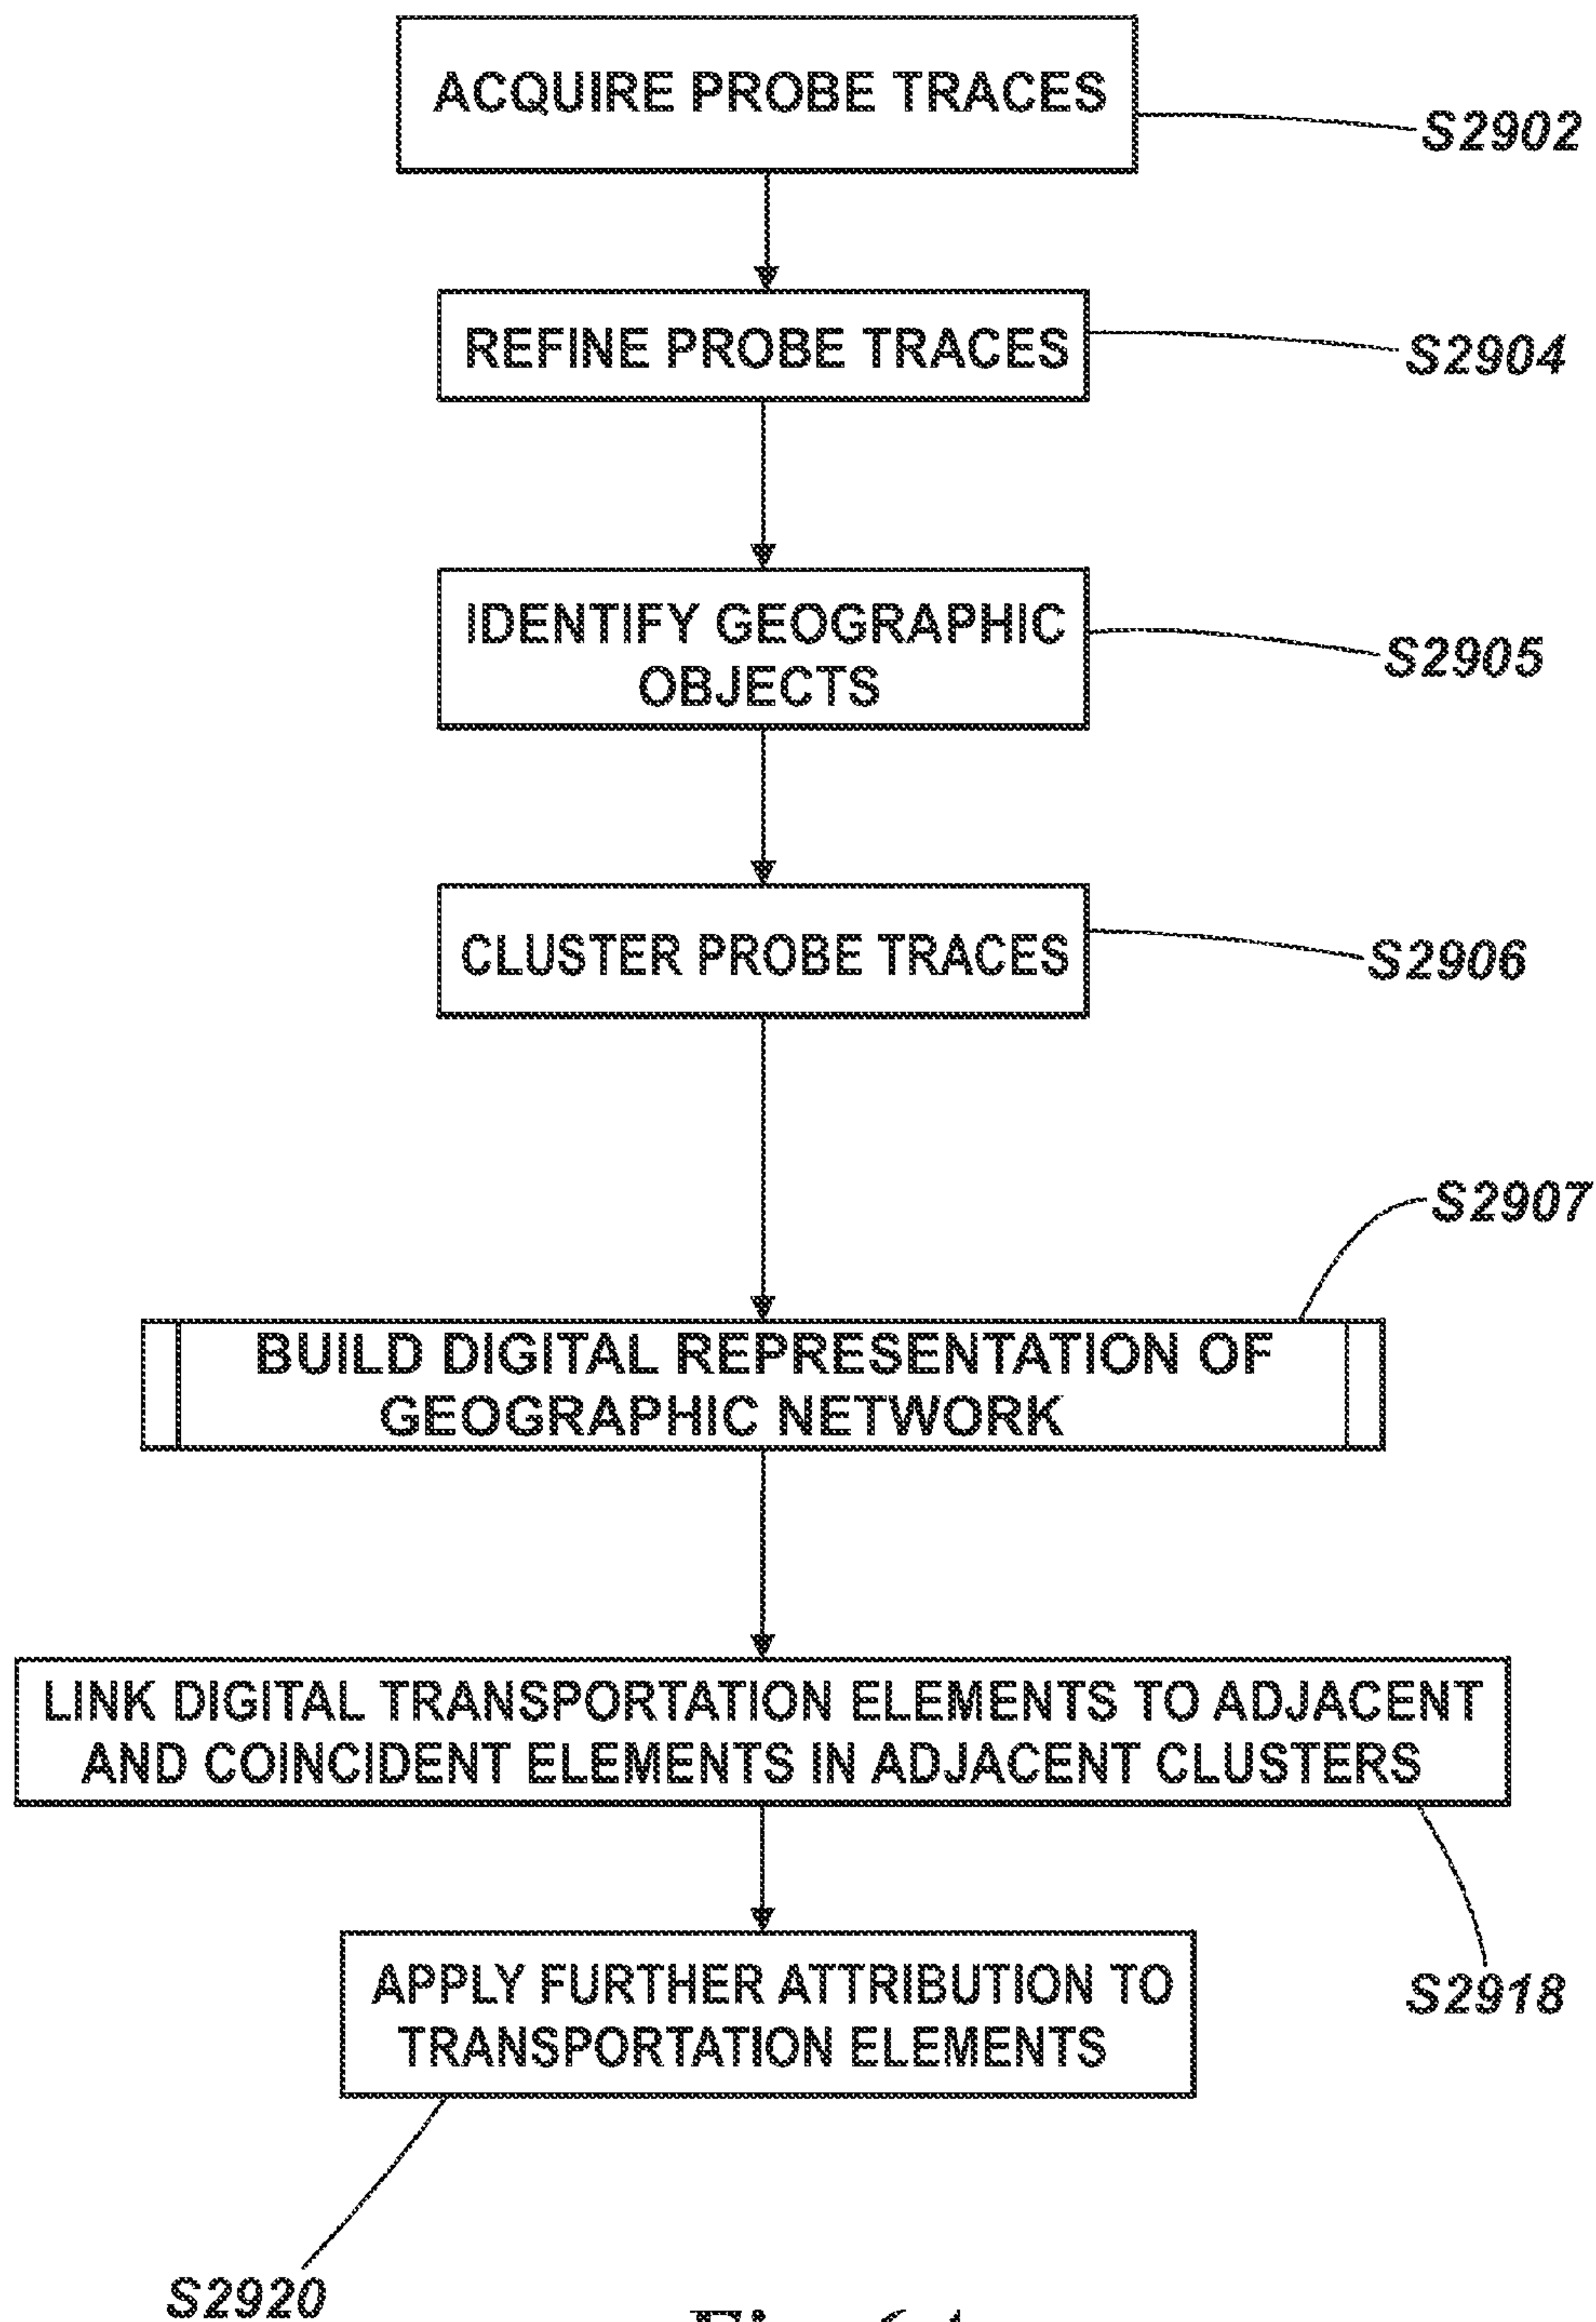 ACQUIRE PROBE TRACES
S2902
REFINE PROBE TRACES
S2904
IDENTIFY GEOGRAPHIC
OBJECTS
S2905
CLUSTER PROBE TRACES
S2906
S2907
BUILD DIGITAL REPRESENTATION OF
GEOGRAPHIC NETWORK
LINK DIGITAL TRANSPORTATION ELEMENTS TO ADJACENT
AND COINCIDENT ELEMENTS IN ADJACENT CLUSTERS
S2918
APPLY FURTHER ATTRIBUTION TO
TRANSPORTATION ELEMENTS
S2920